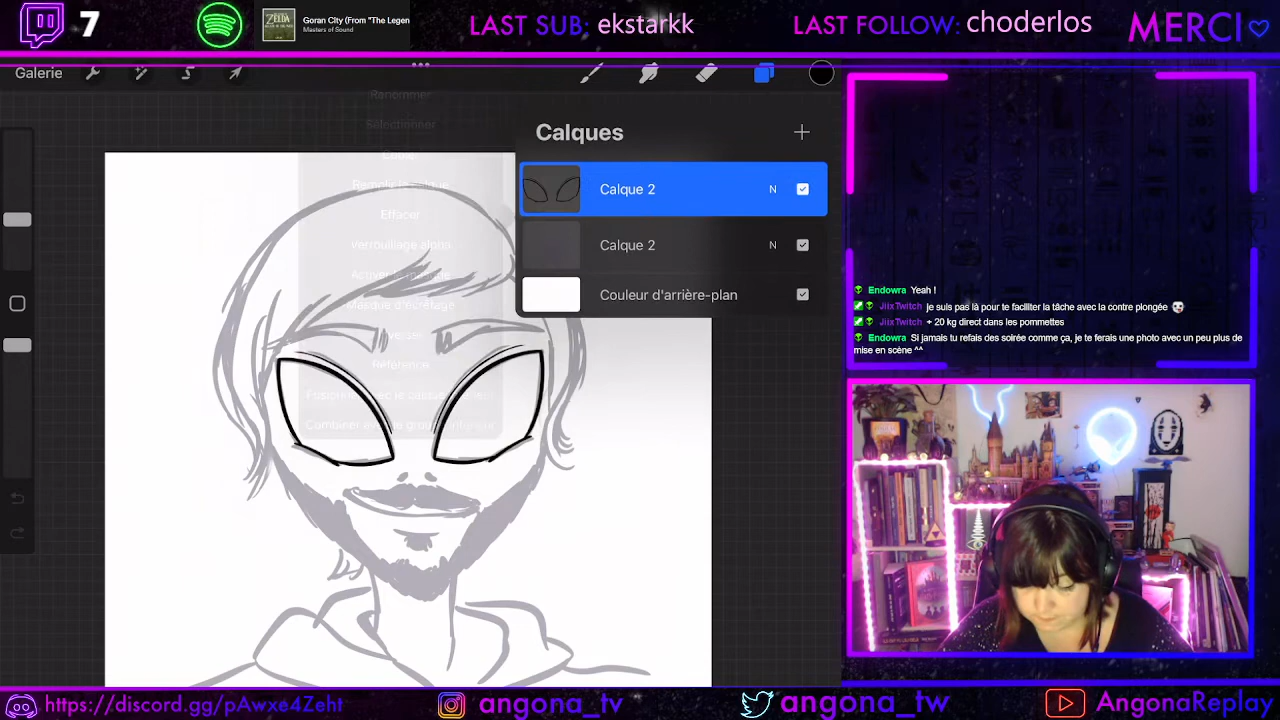 7
Goran City (From "The Legen
Masters of Sound
LAST SUB: ekstarkk
LAST FOLLOW: choderlos
MERCI
Galerie
Renommer
Sélectionner
Copier
Remplir le calque
Effacer
Verrouillage alpha
Activer le masque
Masque d'écrêtage
Inverser
Référence
Calques
Calque 2 N
Calque 2 N
Couleur d'arrière-plan
Endowra Yeah !
JiixTwitch je suis pas là pour te faciliter la tâche avec la contre plongée
JiixTwitch + 20 kg direct dans les pommettes
Endowra Si jamais tu refais des soirée comme ça, je te ferais une photo avec un peu plus de
mise en scène ^^
https://discord.gg/pAwxe4Zeht
angona_tv
angona_tw
AngonaReplay